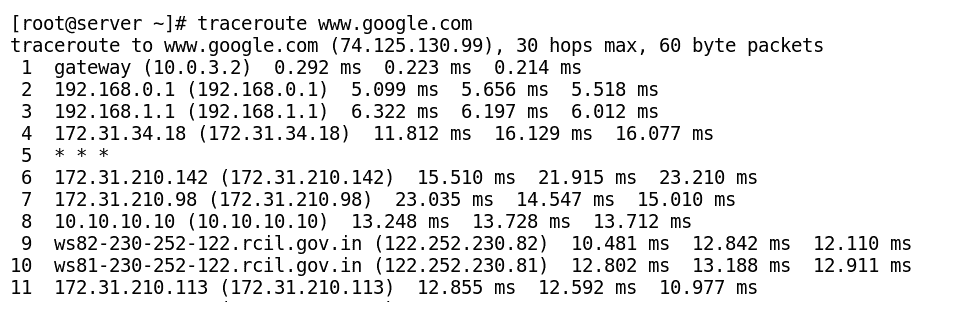 [root@server ~]# traceroute www.google.com
traceroute to www.google.com (74.125.130.99), 30 hops max, 60 byte packets
 1  gateway (10.0.3.2)  0.292 ms  0.223 ms  0.214 ms
 2  192.168.0.1 (192.168.0.1)  5.099 ms  5.656 ms  5.518 ms
 3  192.168.1.1 (192.168.1.1)  6.322 ms  6.197 ms  6.012 ms
 4  172.31.34.18 (172.31.34.18)  11.812 ms  16.129 ms  16.077 ms
 5  * * *
 6  172.31.210.142 (172.31.210.142)  15.510 ms  21.915 ms  23.210 ms
 7  172.31.210.98 (172.31.210.98)  23.035 ms  14.547 ms  15.010 ms
 8  10.10.10.10 (10.10.10.10)  13.248 ms  13.728 ms  13.712 ms
 9  ws82-230-252-122.rcil.gov.in (122.252.230.82)  10.481 ms  12.842 ms  12.110 ms
10  ws81-230-252-122.rcil.gov.in (122.252.230.81)  12.802 ms  13.188 ms  12.911 ms
11  172.31.210.113 (172.31.210.113)  12.855 ms  12.592 ms  10.977 ms